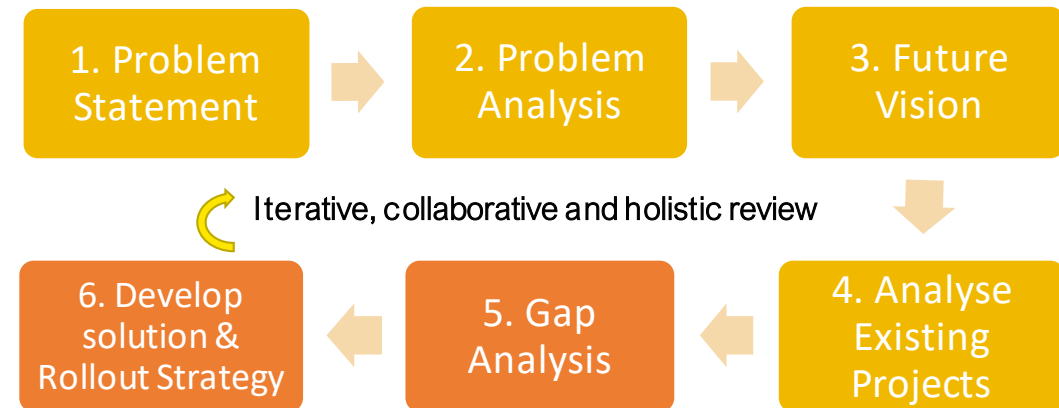 1. Problem
Statement
2. Problem
Analysis
3. Future
Vision
Iterative, collaborative and holistic review
6. Develop
solution &
Rollout Strategy
5. Gap
Analysis
4. Analyse
Existing
Projects